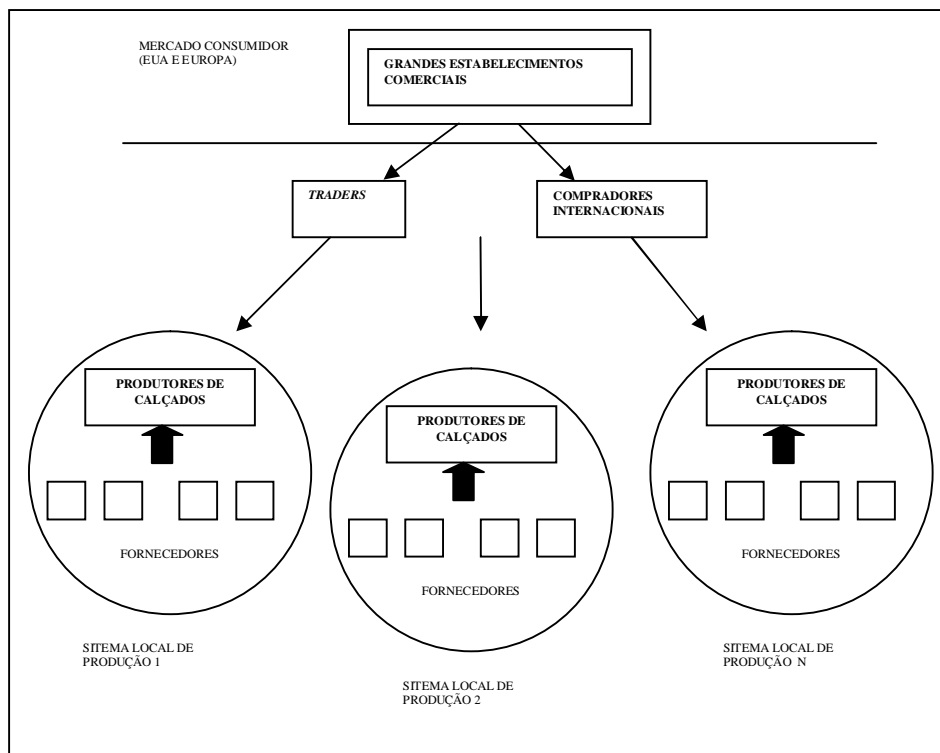 MERCADO CONSUMIDOR
(EUA E EUROPA)
GRANDES ESTABELECIMENTOS
COMERCIAIS
TRADERS
COMPRADORES
INTERNACIONAIS
PRODUTORES DE
CALÇADOS
FORNECEDORES
SITEMA LOCAL DE
PRODUÇÃO 1
PRODUTORES DE
CALÇADOS
FORNECEDORES
SITEMA LOCAL DE
PRODUÇÃO 2
PRODUTORES DE
CALÇADOS
FORNECEDORES
SITEMA LOCAL DE
PRODUÇÃO N